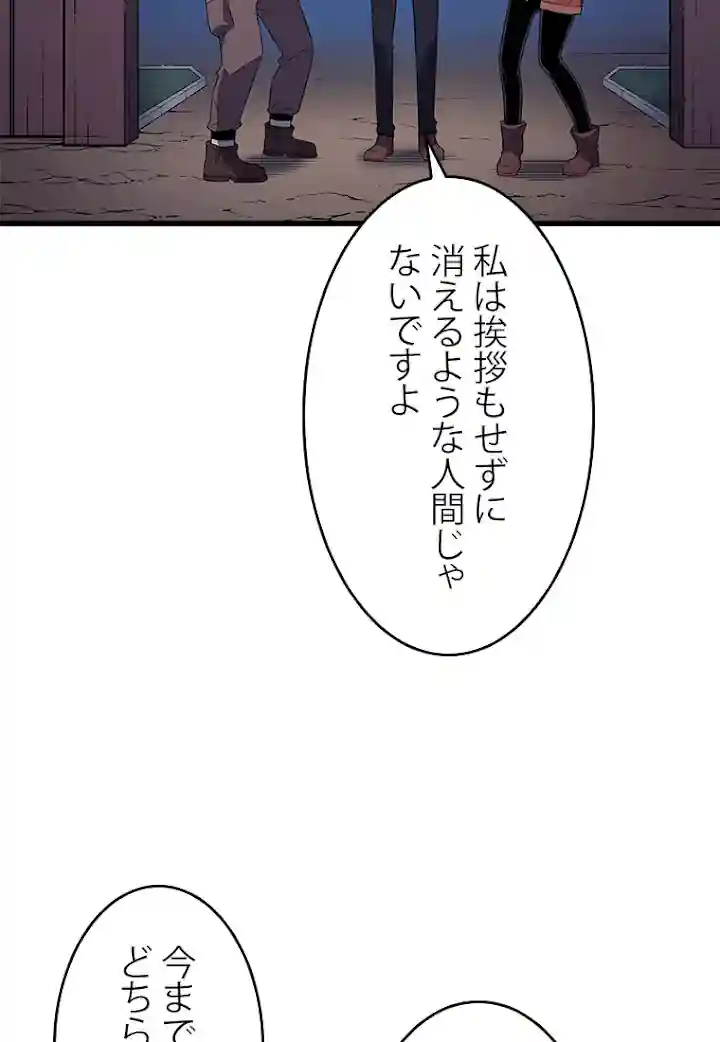 私は挨拶もせずに
消えるような人間じゃ
ないですよ
今まで
どちら